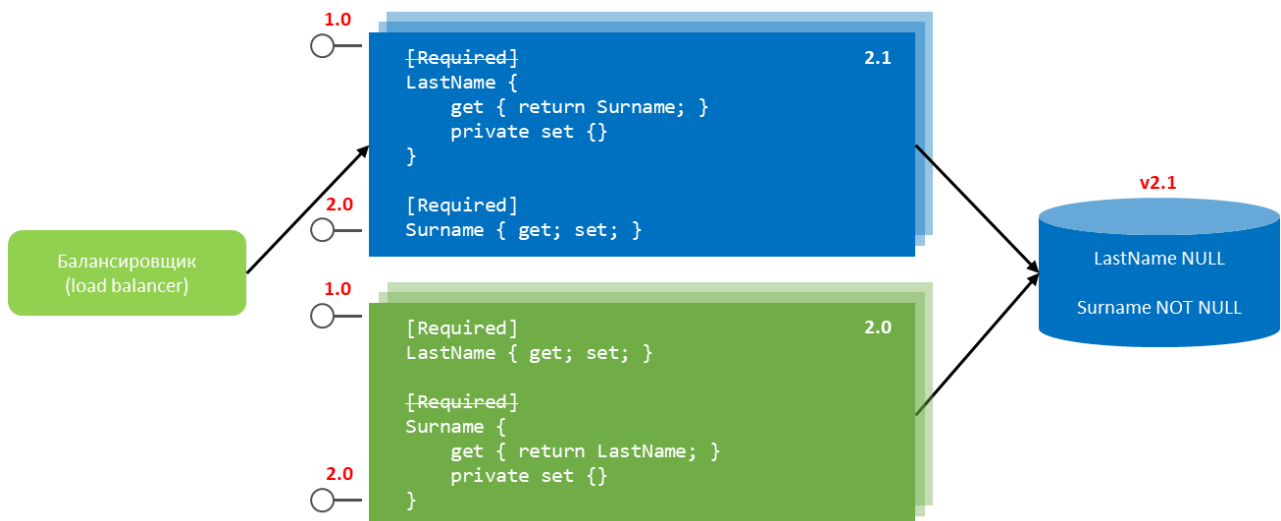 Балансировщик
(load balancer)
1.0
[Required]
2.1
LastName {
    get { return Surname; }
    private set {}
}
2.0
[Required]
Surname { get; set; }
1.0
[Required]
2.0
LastName { get; set; }
[Required]
Surname {
    get { return LastName; }
    private set {}
2.0
}
v2.1
LastName NULL
Surname NOT NULL